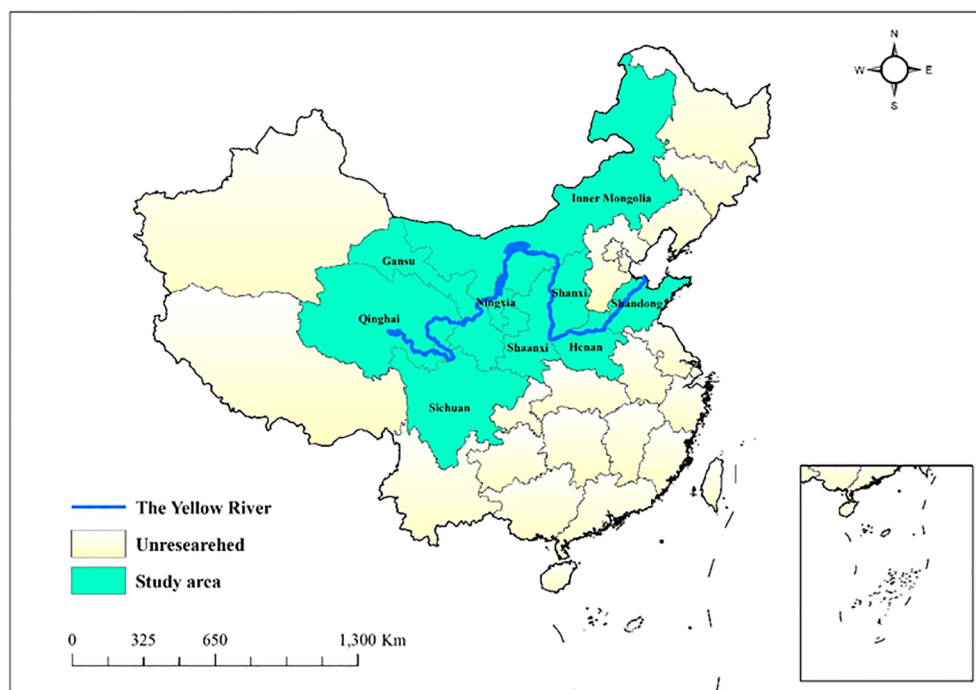 N
W E
S
Inner Mongolia
Gansu
Ningxia
Shanxi
Shandong
Qinghai
Shaanxi
Henan
Sichuan
The Yellow River
Unresearhed
Study area
0 325 650 1,300 Km